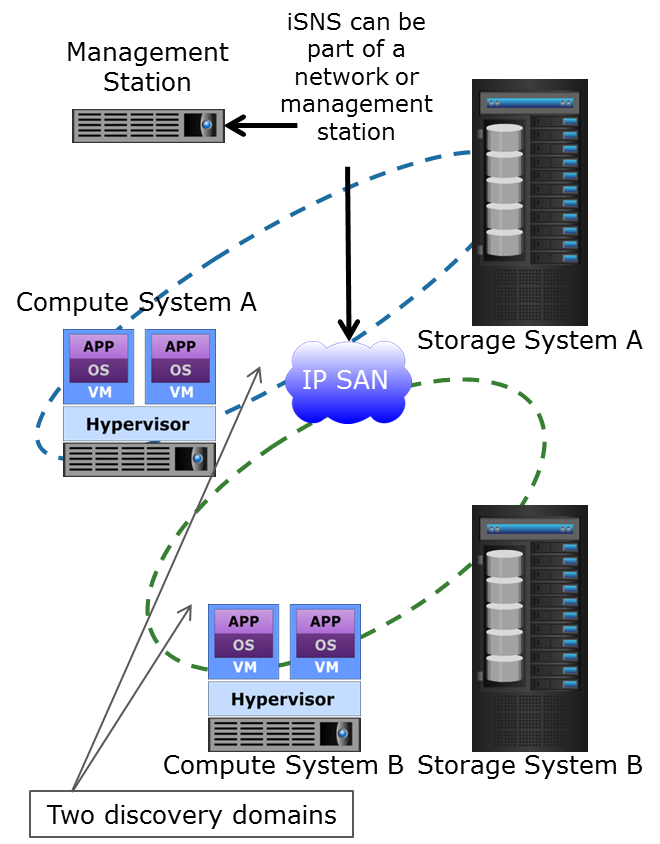 Management
Station
iSNS can be
part of a
network or
management
station
Compute System A
APP
OS
VM
APP
OS
VM
Hypervisor
Storage System A
IP SAN
APP
OS
VM
APP
OS
VM
Hypervisor
Compute System B
Storage System B
Two discovery domains